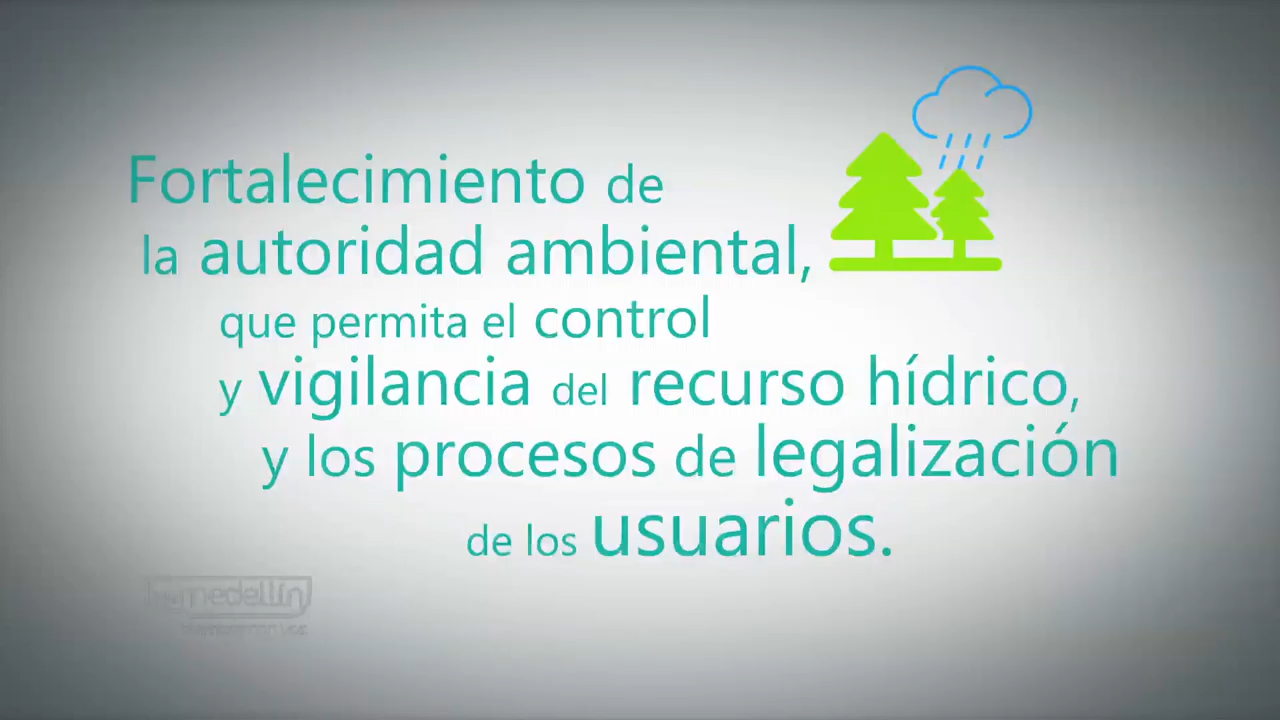 Fortalecimiento de
la autoridad ambiental,
que permita el control
y vigilancia del recurso hídrico,
y los procesos de legalización
de los usuarios.
medellín